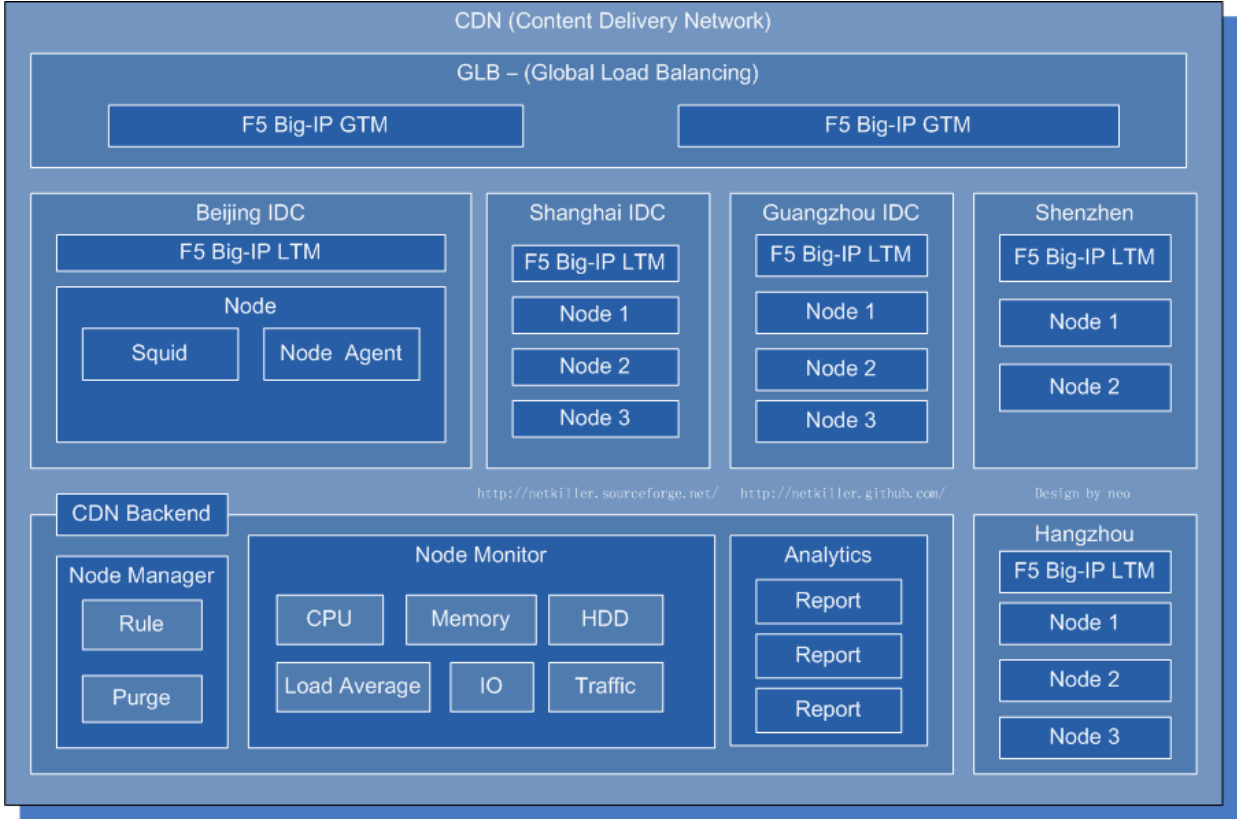 CDN (Content Delivery Network)
GLB – (Global Load Balancing)
F5 Big-IP GTM
F5 Big-IP GTM
Beijing IDC
F5 Big-IP LTM
Node
Squid
Node Agent
Shanghai IDC
F5 Big-IP LTM
Node 1
Node 2
Node 3
Guangzhou IDC
F5 Big-IP LTM
Node 1
Node 2
Node 3
Shenzhen
F5 Big-IP LTM
Node 1
Node 2
http://netkiller.sourceforge.net/
http://netkiller.github.com/
Design by neo
CDN Backend
Node Manager
Rule
Purge
Node Monitor
CPU
Memory
HDD
Load Average
IO
Traffic
Analytics
Report
Report
Report
Hangzhou
F5 Big-IP LTM
Node 1
Node 2
Node 3